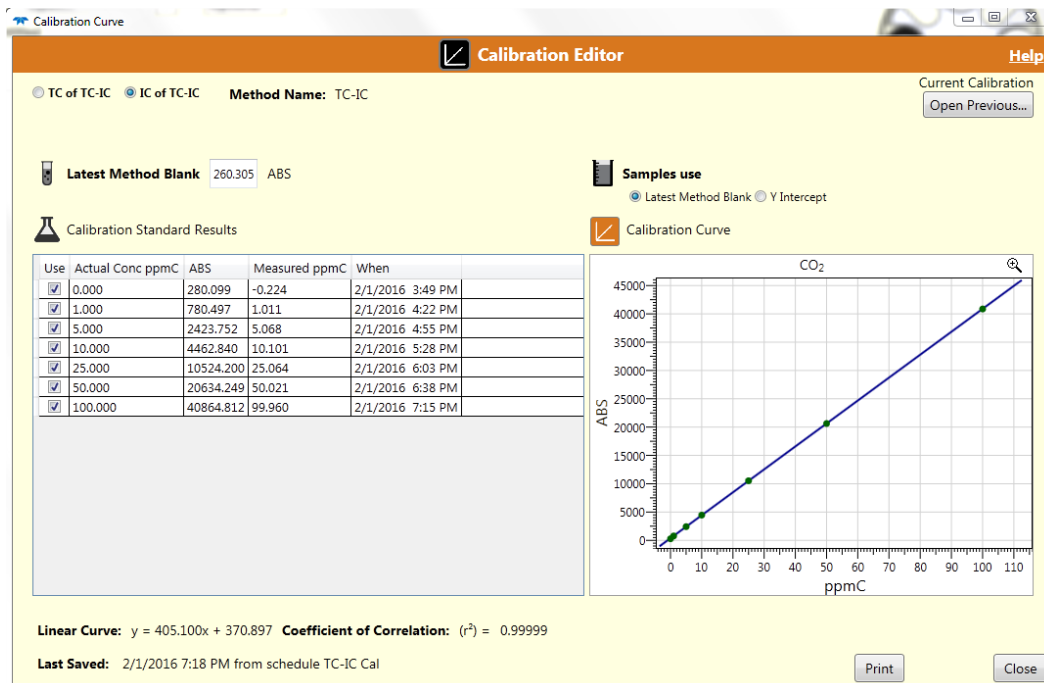 Calibration Curve
Calibration Editor
Help
TC of TC-IC IC of TC-IC Method Name: TC-IC
Current Calibration
Open Previous...
Latest Method Blank 260.305 ABS
Samples use
Latest Method Blank Y Intercept
Calibration Standard Results
Calibration Curve
Use Actual Conc ppmC ABS Measured ppmC When
0.000 280.099 -0.224 2/1/2016 3:49 PM
1.000 780.497 1.011 2/1/2016 4:22 PM
5.000 2423.752 5.068 2/1/2016 4:55 PM
10.000 4462.840 10.101 2/1/2016 5:28 PM
25.000 10524.200 25.064 2/1/2016 6:03 PM
50.000 20634.249 50.021 2/1/2016 6:38 PM
100.000 40864.812 99.960 2/1/2016 7:15 PM
CO₂
45000
40000
35000
30000
25000
20000
15000
10000
5000
0
ABS
0 10 20 30 40 50 60 70 80 90 100 110
ppmC
Linear Curve: y = 405.100x + 370.897 Coefficient of Correlation: (r²) = 0.99999
Last Saved: 2/1/2016 7:18 PM from schedule TC-IC Cal
Print
Close